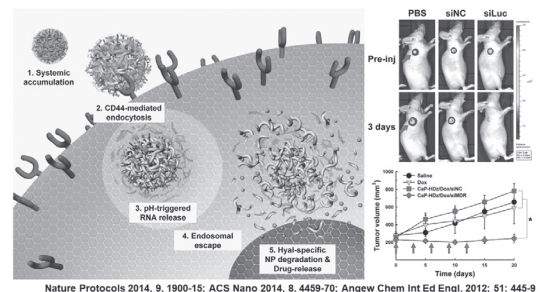 1. Systemic
accumulation
2. CD44-mediated
endocytosis
3. pH-triggered
RNA release
4. Endosomal
escape
5. Hyal-specific
NP degradation &
Drug-release
PBS siNC siLuc
Pre-inj
3 days
Saline
Dox
CaP-HDz/Dox/siNC
CaP-HDz/Dox/siMDR
Tumor volume (mm³)
800
600
400
200
*
0 5 10 15 20
Time (days)
Nature Protocols 2014, 9, 1900-15; ACS Nano 2014, 8, 4459-70; Angew Chem Int Ed Engl. 2012; 51: 445-9